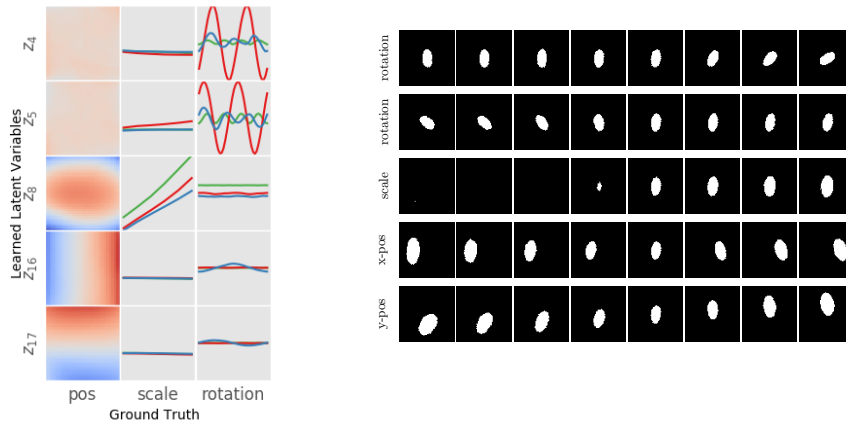 Learned Latent Variables
Z4
Z5
Z8
Z16
Z17
pos scale rotation
Ground Truth
rotation
rotation
scale
x-pos
y-pos